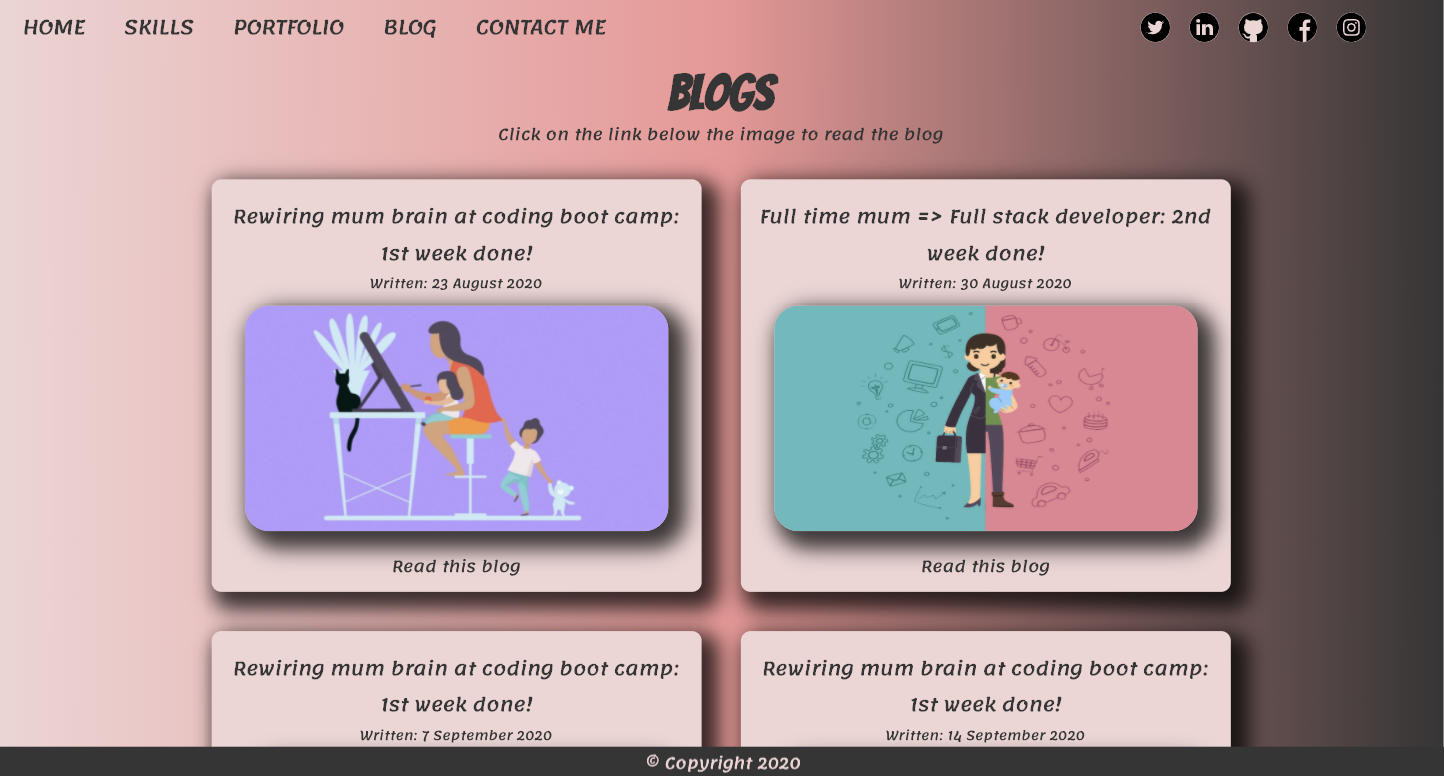 HOME SKILLS PORTFOLIO BLOG CONTACT ME
BLOGS
Click on the link below the image to read the blog
Rewiring mum brain at coding boot camp:
1st week done!
Written: 23 August 2020
Read this blog
Full time mum => Full stack developer: 2nd
week done!
Written: 30 August 2020
Read this blog
Rewiring mum brain at coding boot camp:
1st week done!
Written: 7 September 2020
Rewiring mum brain at coding boot camp:
1st week done!
Written: 14 September 2020
© Copyright 2020